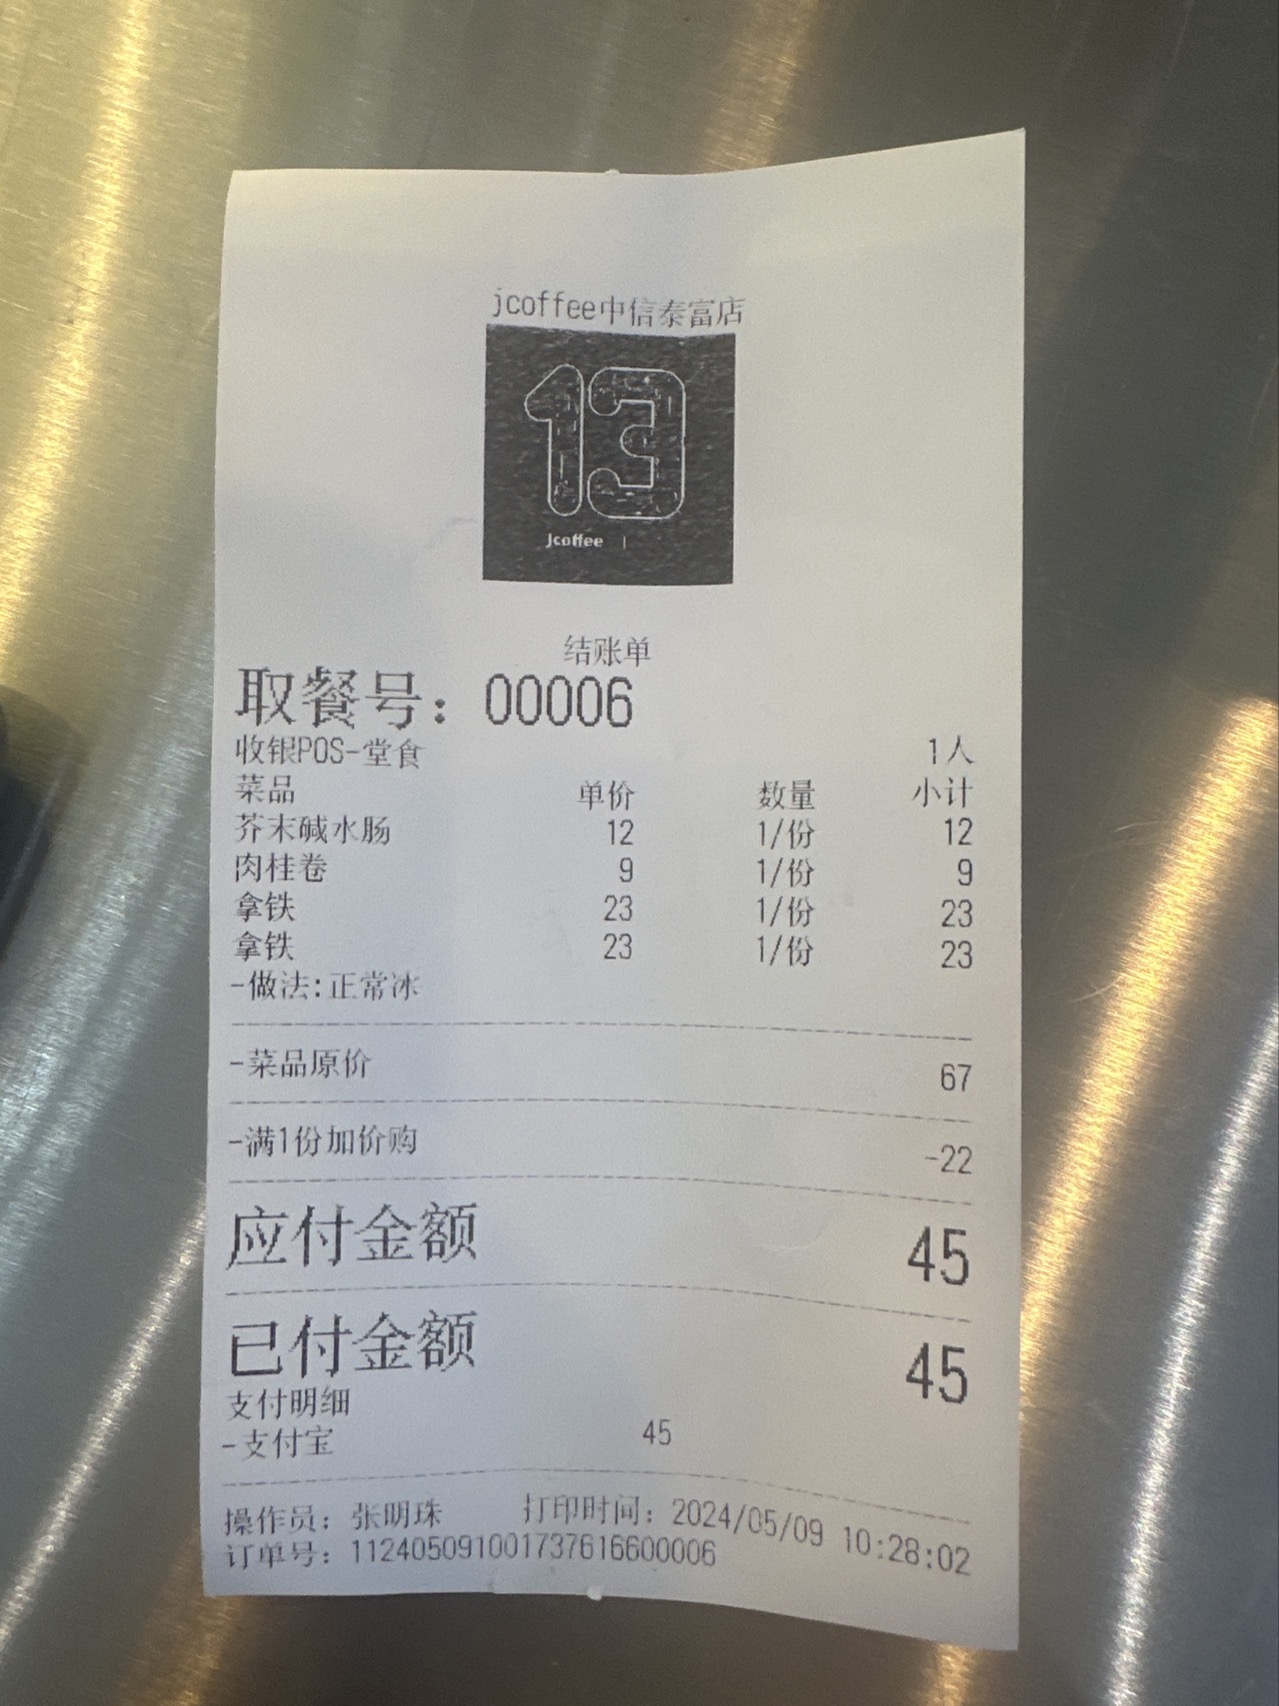 jcoffee中信泰富店
13
jcoffee |
结账单
取餐号：00006
收银POS-堂食 1人
菜品 单价 数量 小计
芥末碱水肠 12 1/份 12
肉桂卷 9 1/份 9
拿铁 23 1/份 23
拿铁 23 1/份 23
-做法:正常冰
-菜品原价 67
-满1份加价购 -22
应付金额 45
已付金额 45
支付明细
-支付宝 45
操作员：张明珠 打印时间：2024/05/09 10:28:02
订单号：1124050910017376166​00006